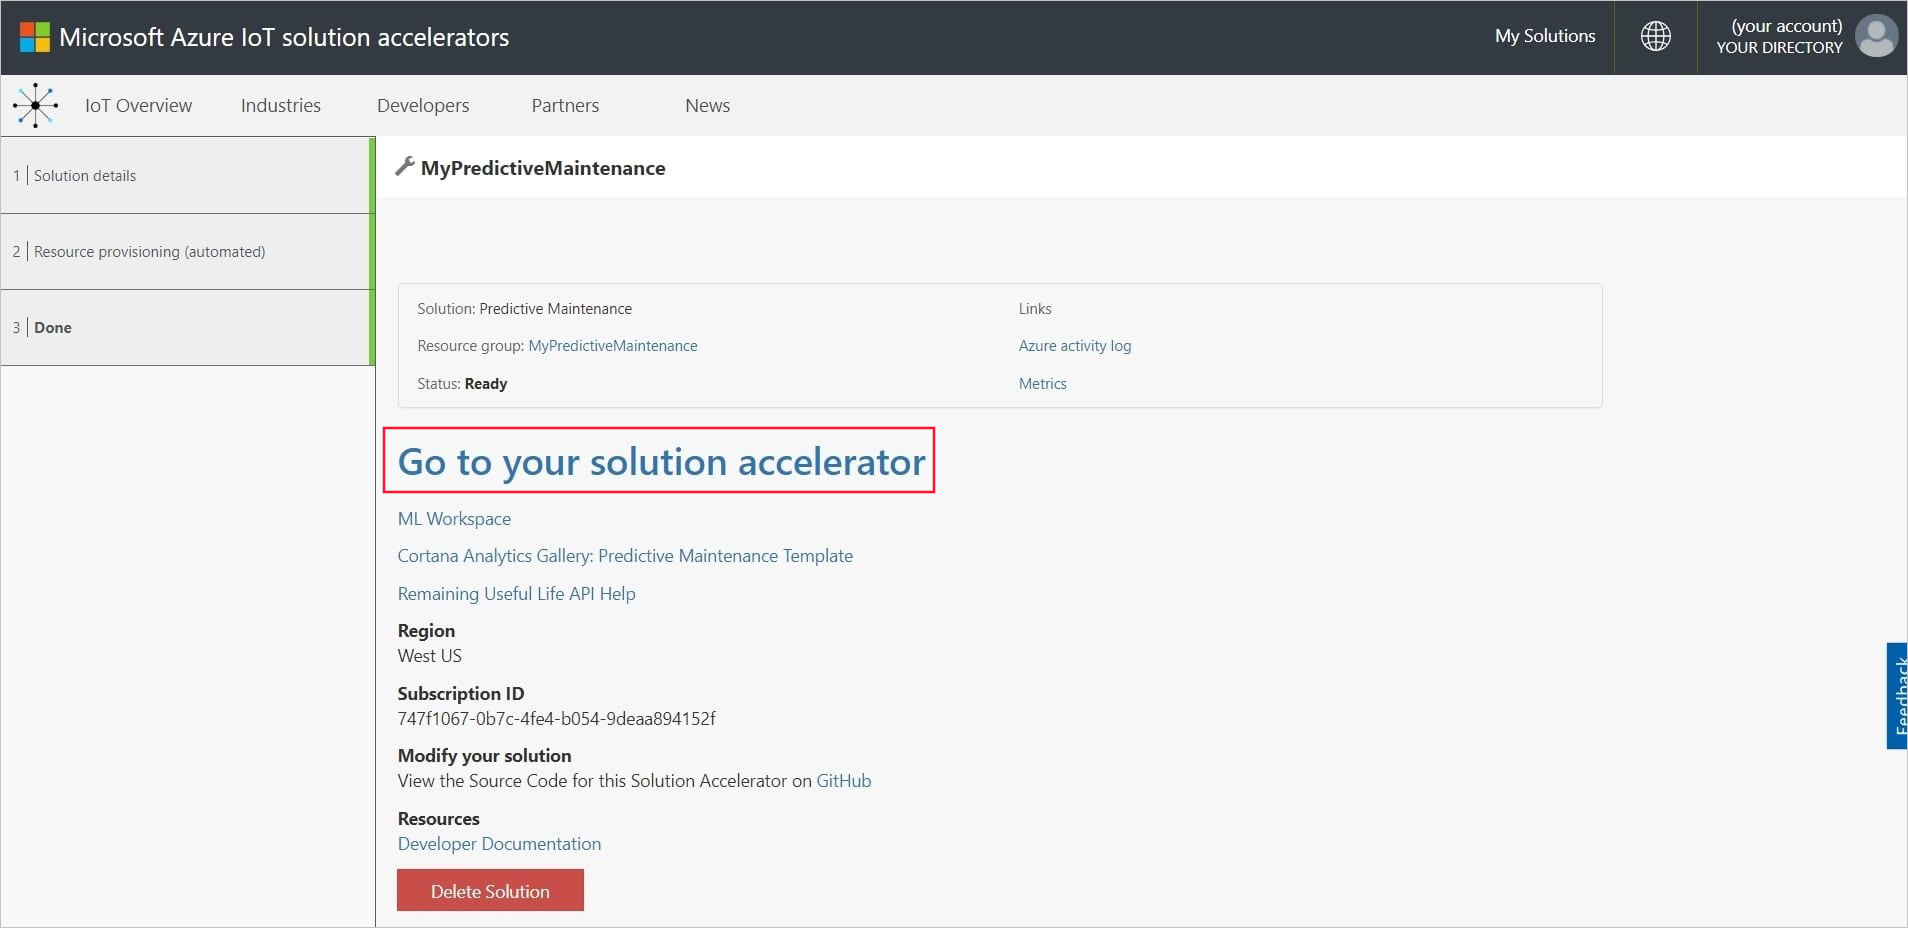 Microsoft Azure IoT solution accelerators
My Solutions
(your account)
YOUR DIRECTORY
IoT Overview Industries Developers Partners News
1 Solution details
2 Resource provisioning (automated)
3 Done
MyPredictiveMaintenance
Solution: Predictive Maintenance
Links
Resource group: MyPredictiveMaintenance
Azure activity log
Status: Ready
Metrics
Go to your solution accelerator
ML Workspace
Cortana Analytics Gallery: Predictive Maintenance Template
Remaining Useful Life API Help
Region
West US
Subscription ID
747f1067-0b7c-4fe4-b054-9deaa894152f
Modify your solution
View the Source Code for this Solution Accelerator on GitHub
Resources
Developer Documentation
Delete Solution
Feedback